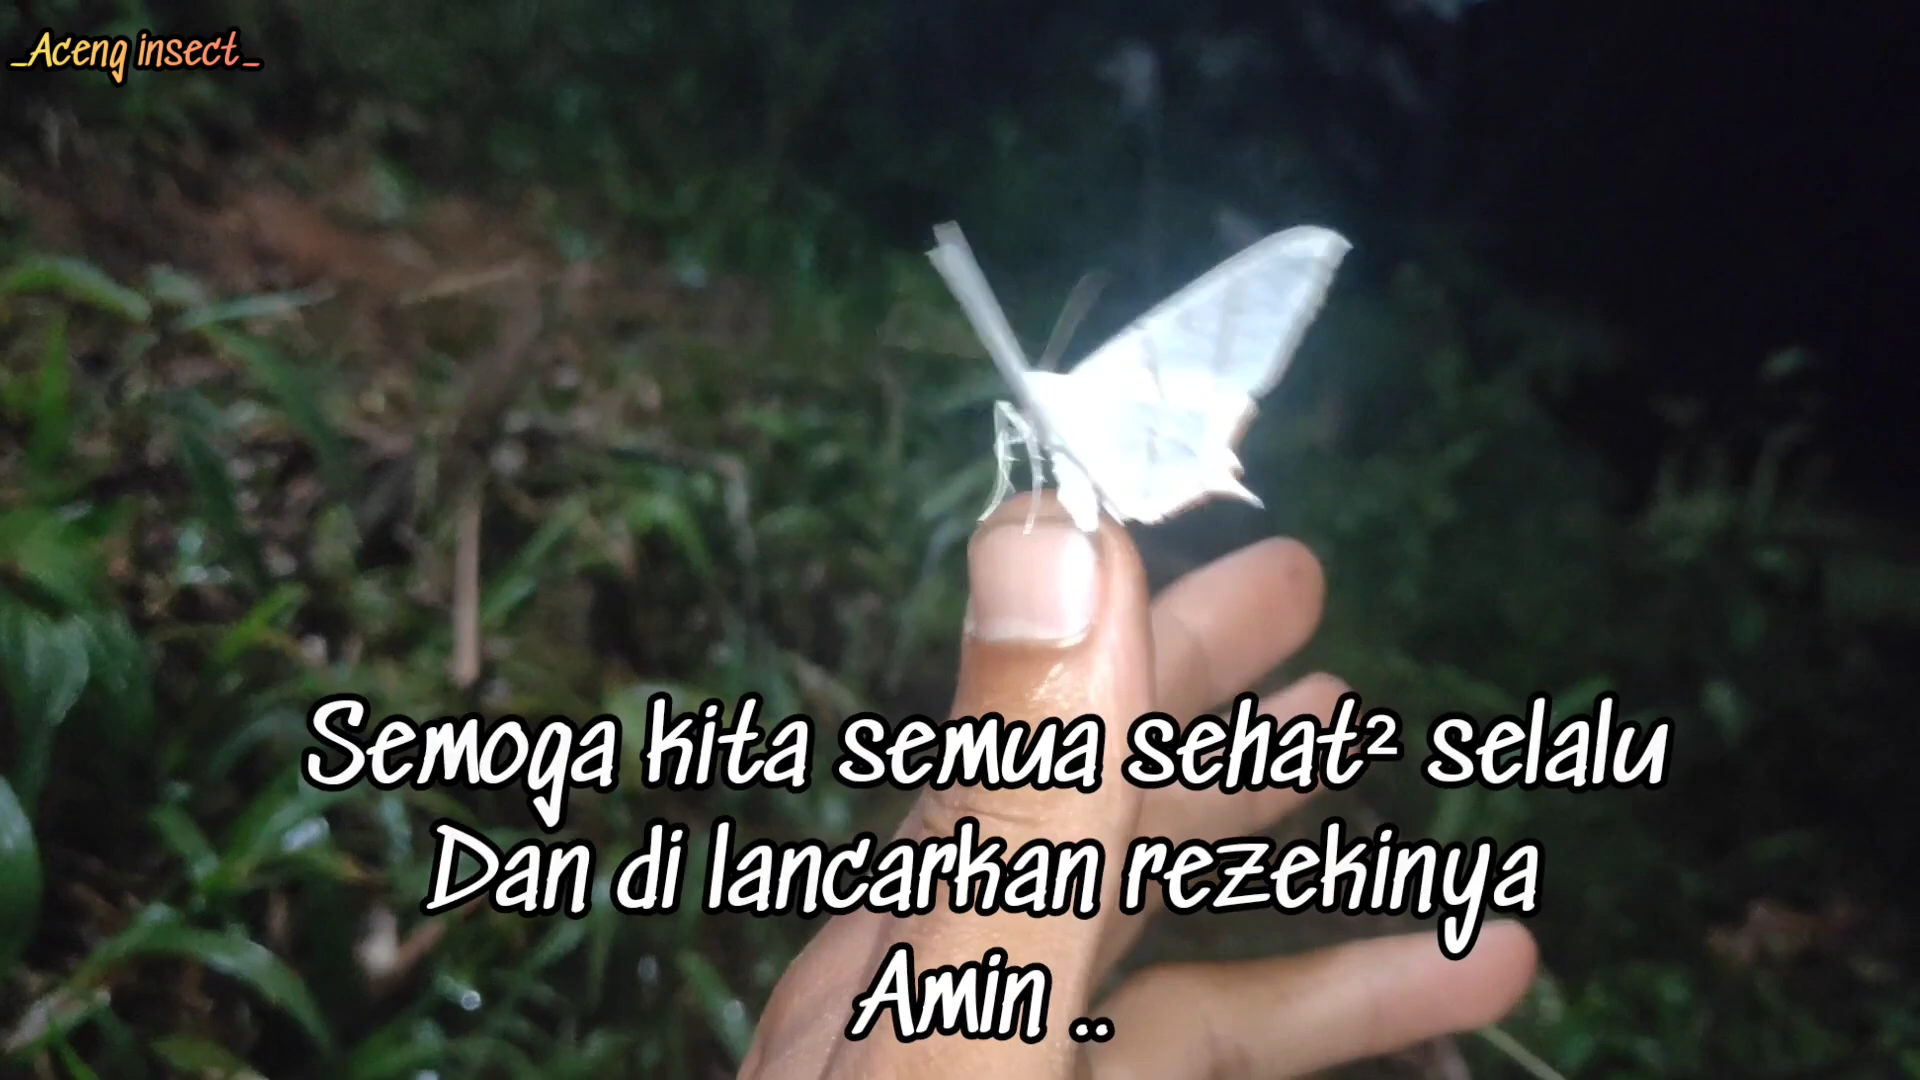 _Aceng insect_
Semoga kita semua sehat² selalu
Dan di lancarkan rezekinya
Amin ..